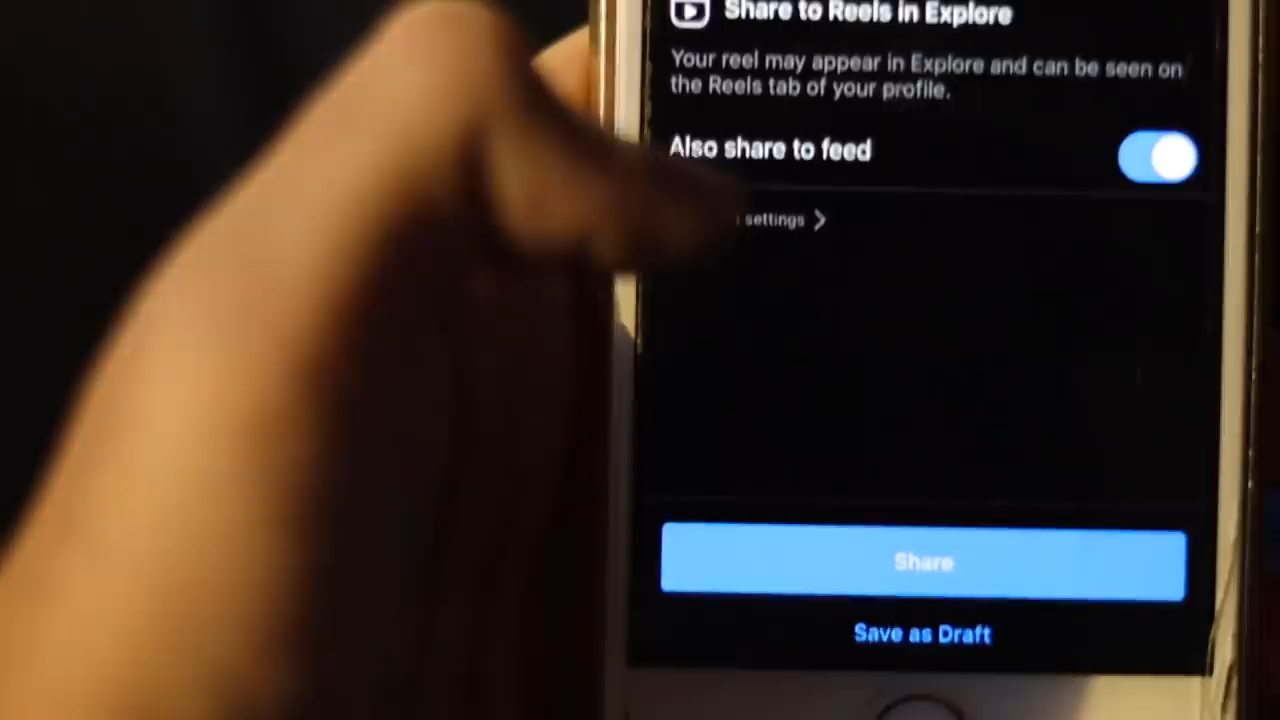 Share to Reels in Explore
Your reel may appear in Explore and can be seen on
the Reels tab of your profile.
Also share to feed
settings
Share
Save as Draft